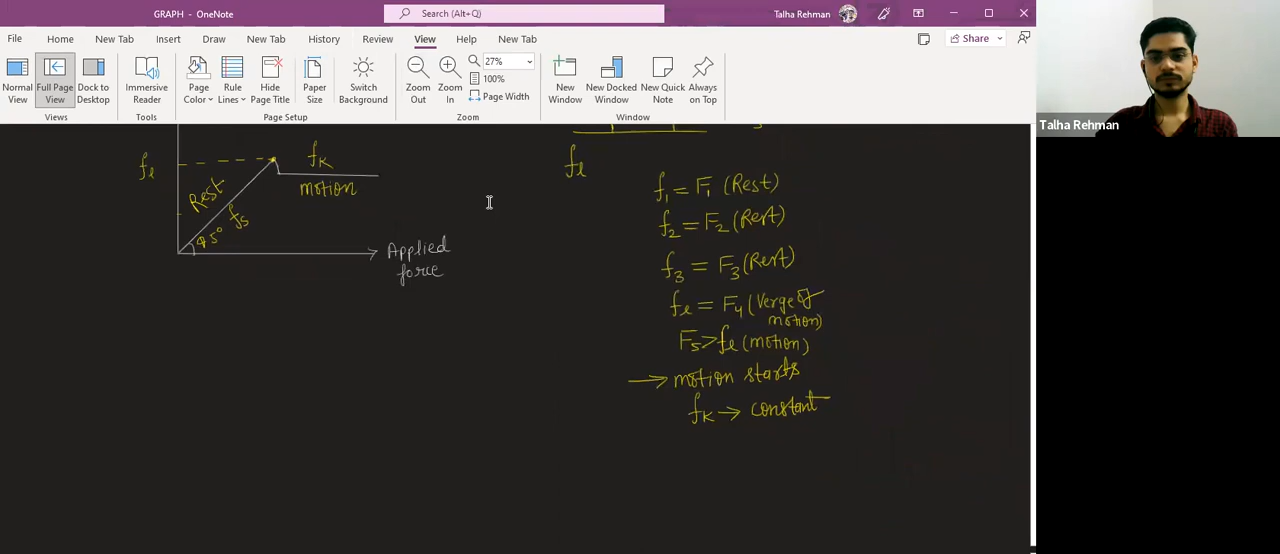 GRAPH - OneNote
Search (Alt+Q)
Talha Rehman
File Home New Tab Insert Draw New Tab History Review View Help New Tab
Share
Normal View
Full Page View
Dock to Desktop
Immersive Reader
Page Color
Rule Lines
Hide Page Title
Paper Size
Switch Background
Zoom Out
Zoom In
27%
100%
Page Width
New Window
New Docked Window
New Quick Note
Always on Top
Views Tools Page Setup Zoom Window
Talha Rehman
fℓ
fK
motion
Rest
fs
45°
Applied force
fℓ
f1 = F1 (Rest)
f2 = F2 (Rest)
f3 = F3 (Rest)
fℓ = F4 (Verge of
motion)
F5 > fℓ (motion)
→ motion starts
fK → constant